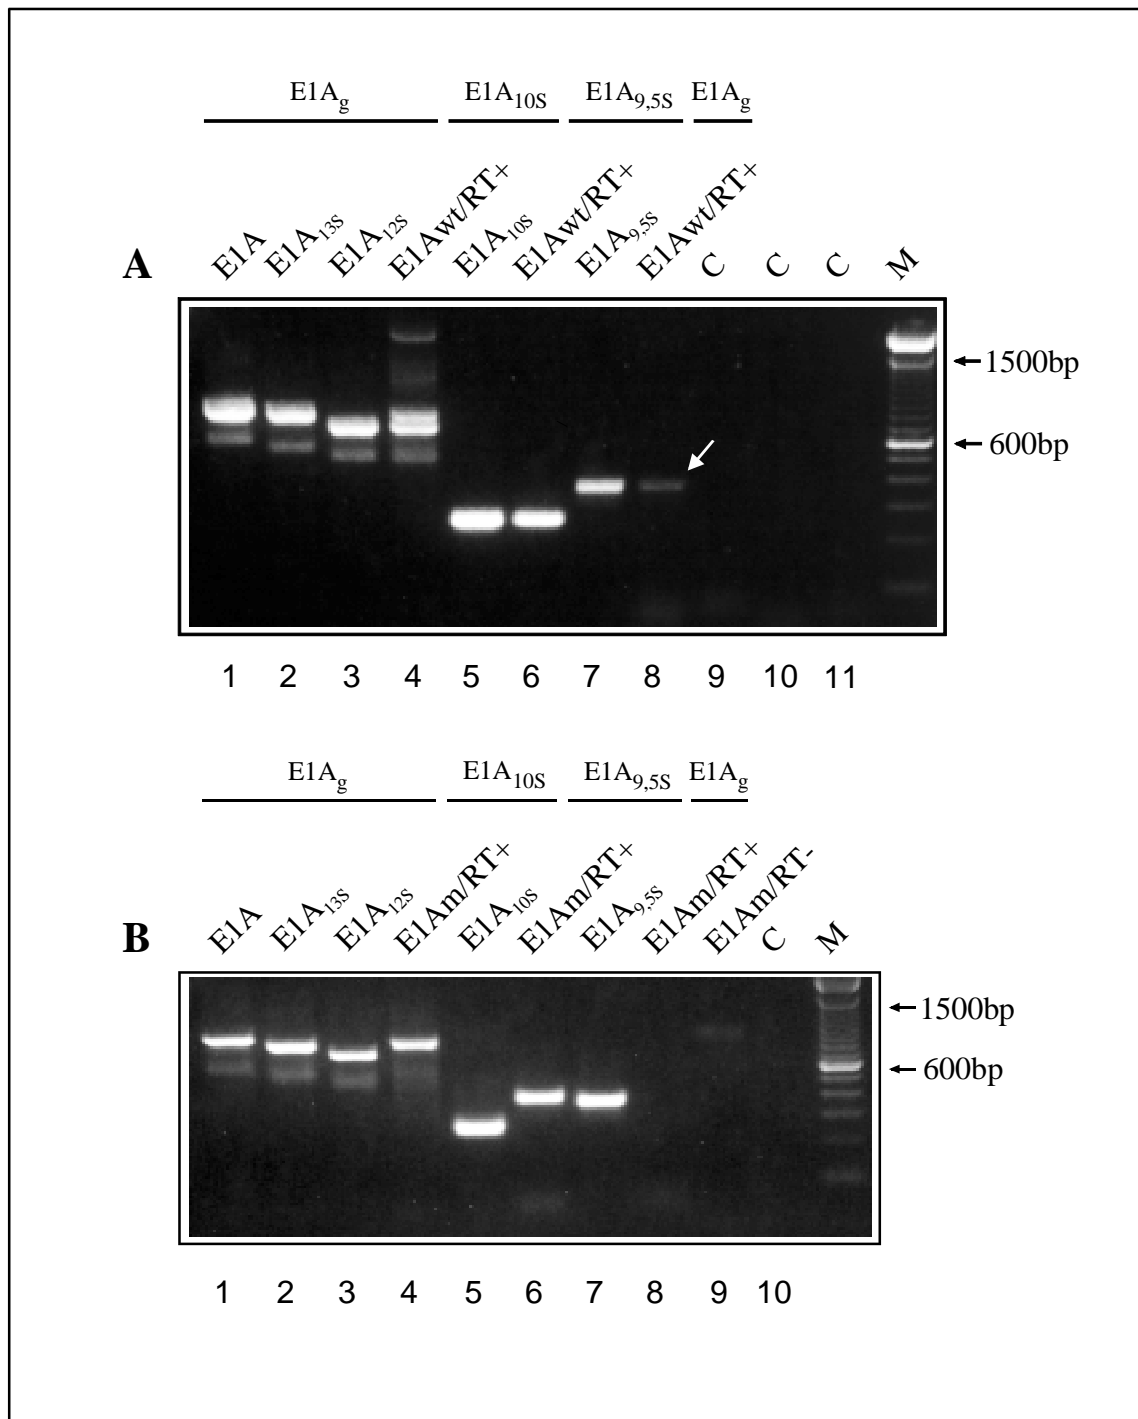 E1Ag E1A10S E1A9,5S E1Ag
E1A E1A13S E1A12S E1Awt/RT+ E1A10S E1Awt/RT+ E1A9,5S E1Awt/RT+ C C C M
A
1500bp
600bp
1 2 3 4 5 6 7 8 9 10 11
E1Ag E1A10S E1A9,5S E1Ag
E1A E1A13S E1A12S E1Am/RT+ E1A10S E1Am/RT+ E1A9,5S E1Am/RT+ E1Am/RT- C M
B
1500bp
600bp
1 2 3 4 5 6 7 8 9 10